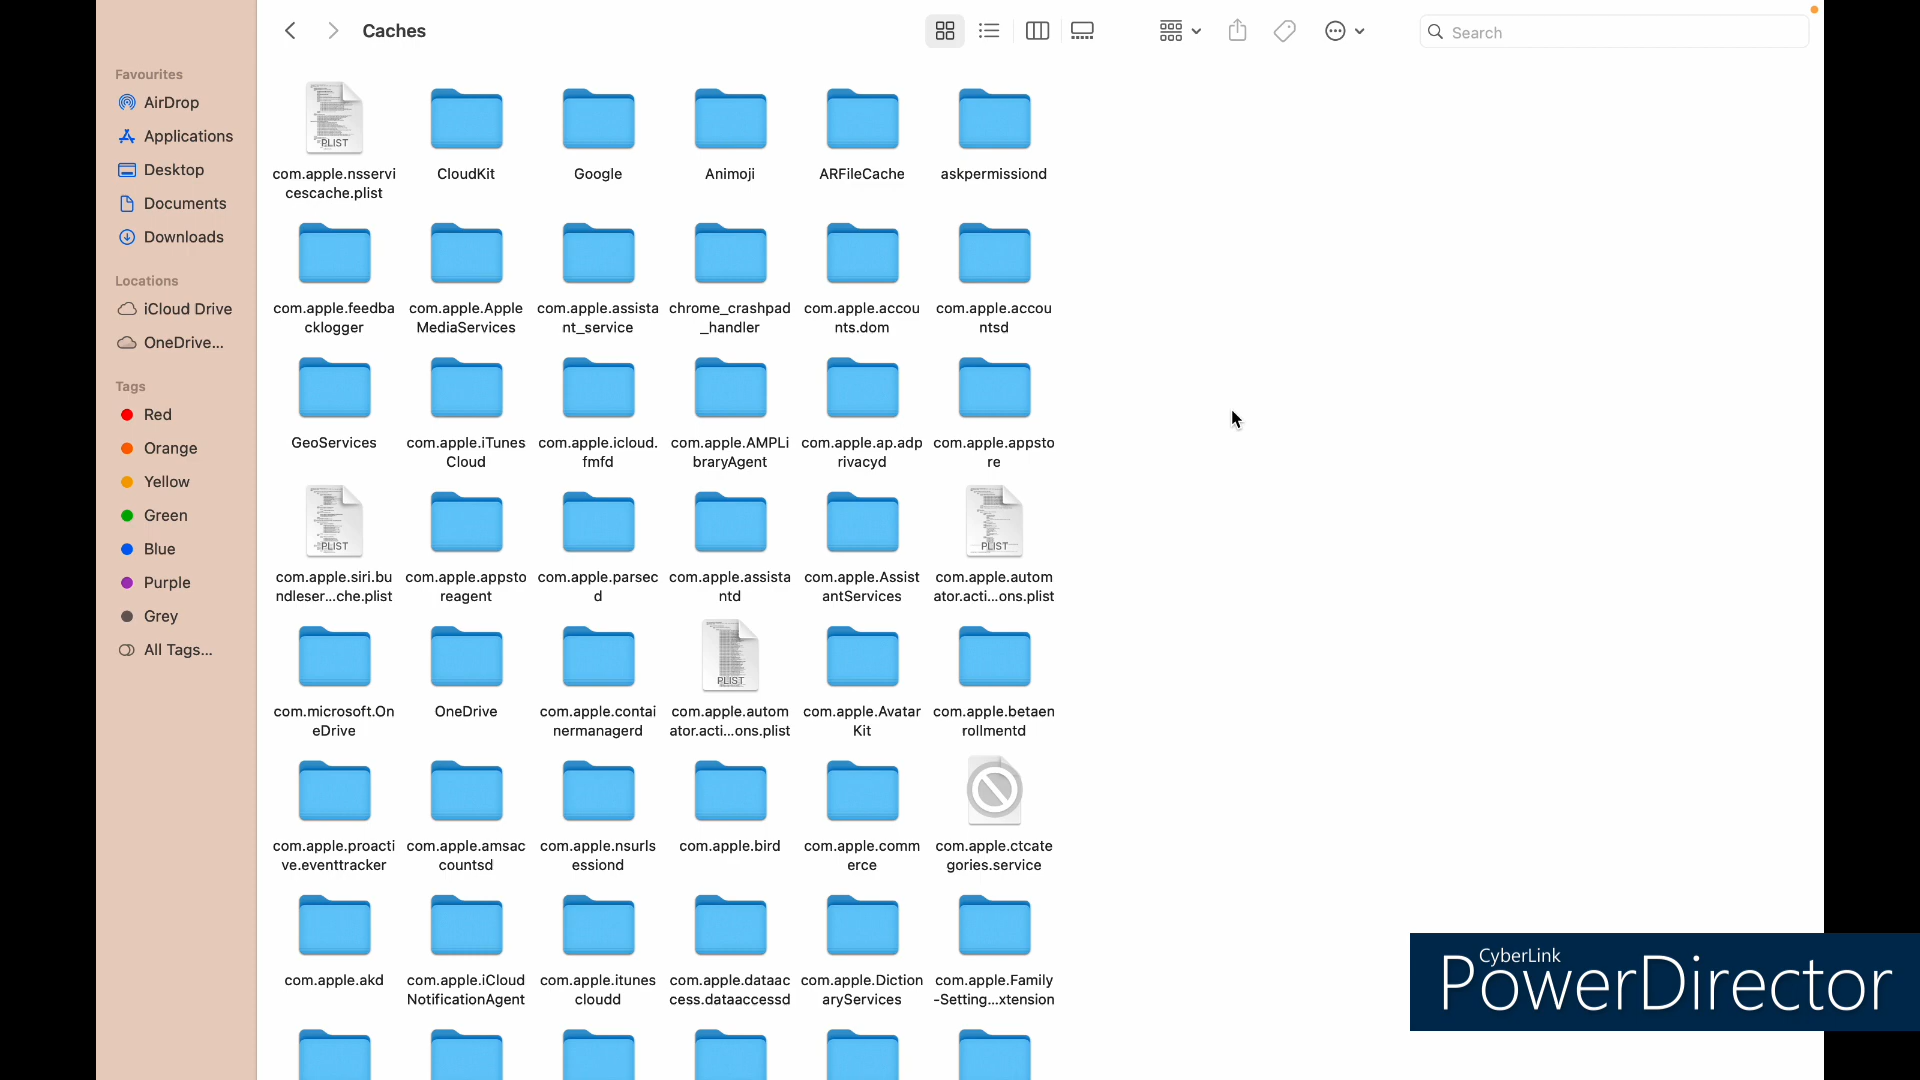 Caches
Search
Favourites
AirDrop
Applications
Desktop
Documents
Downloads
Locations
iCloud Drive
OneDrive...
Tags
Red
Orange
Yellow
Green
Blue
Purple
Grey
All Tags...
PLIST
com.apple.nsservi
cescache.plist
CloudKit
Google
Animoji
ARFileCache
askpermissiond
com.apple.feedba
cklogger
com.apple.Apple
MediaServices
com.apple.assista
nt_service
chrome_crashpad
_handler
com.apple.accou
nts.dom
com.apple.accou
ntsd
GeoServices
com.apple.iTunes
Cloud
com.apple.icloud.
fmfd
com.apple.AMPLi
braryAgent
com.apple.ap.adp
rivacyd
com.apple.appsto
re
PLIST
com.apple.siri.bu
ndleser...che.plist
com.apple.appsto
reagent
com.apple.parsec
d
com.apple.assista
ntd
com.apple.Assist
antServices
PLIST
com.apple.autom
ator.acti...ons.plist
com.microsoft.On
eDrive
OneDrive
com.apple.contai
nermanagerd
PLIST
com.apple.autom
ator.acti...ons.plist
com.apple.Avatar
Kit
com.apple.betaen
rollmentd
com.apple.proacti
ve.eventtracker
com.apple.amsac
countsd
com.apple.nsurls
essiond
com.apple.bird
com.apple.comm
erce
com.apple.ctcate
gories.service
com.apple.akd
com.apple.iCloud
NotificationAgent
com.apple.itunes
cloudd
com.apple.dataac
cess.dataaccessd
com.apple.Diction
aryServices
com.apple.Family
-Setting...xtension
CyberLink
PowerDirector